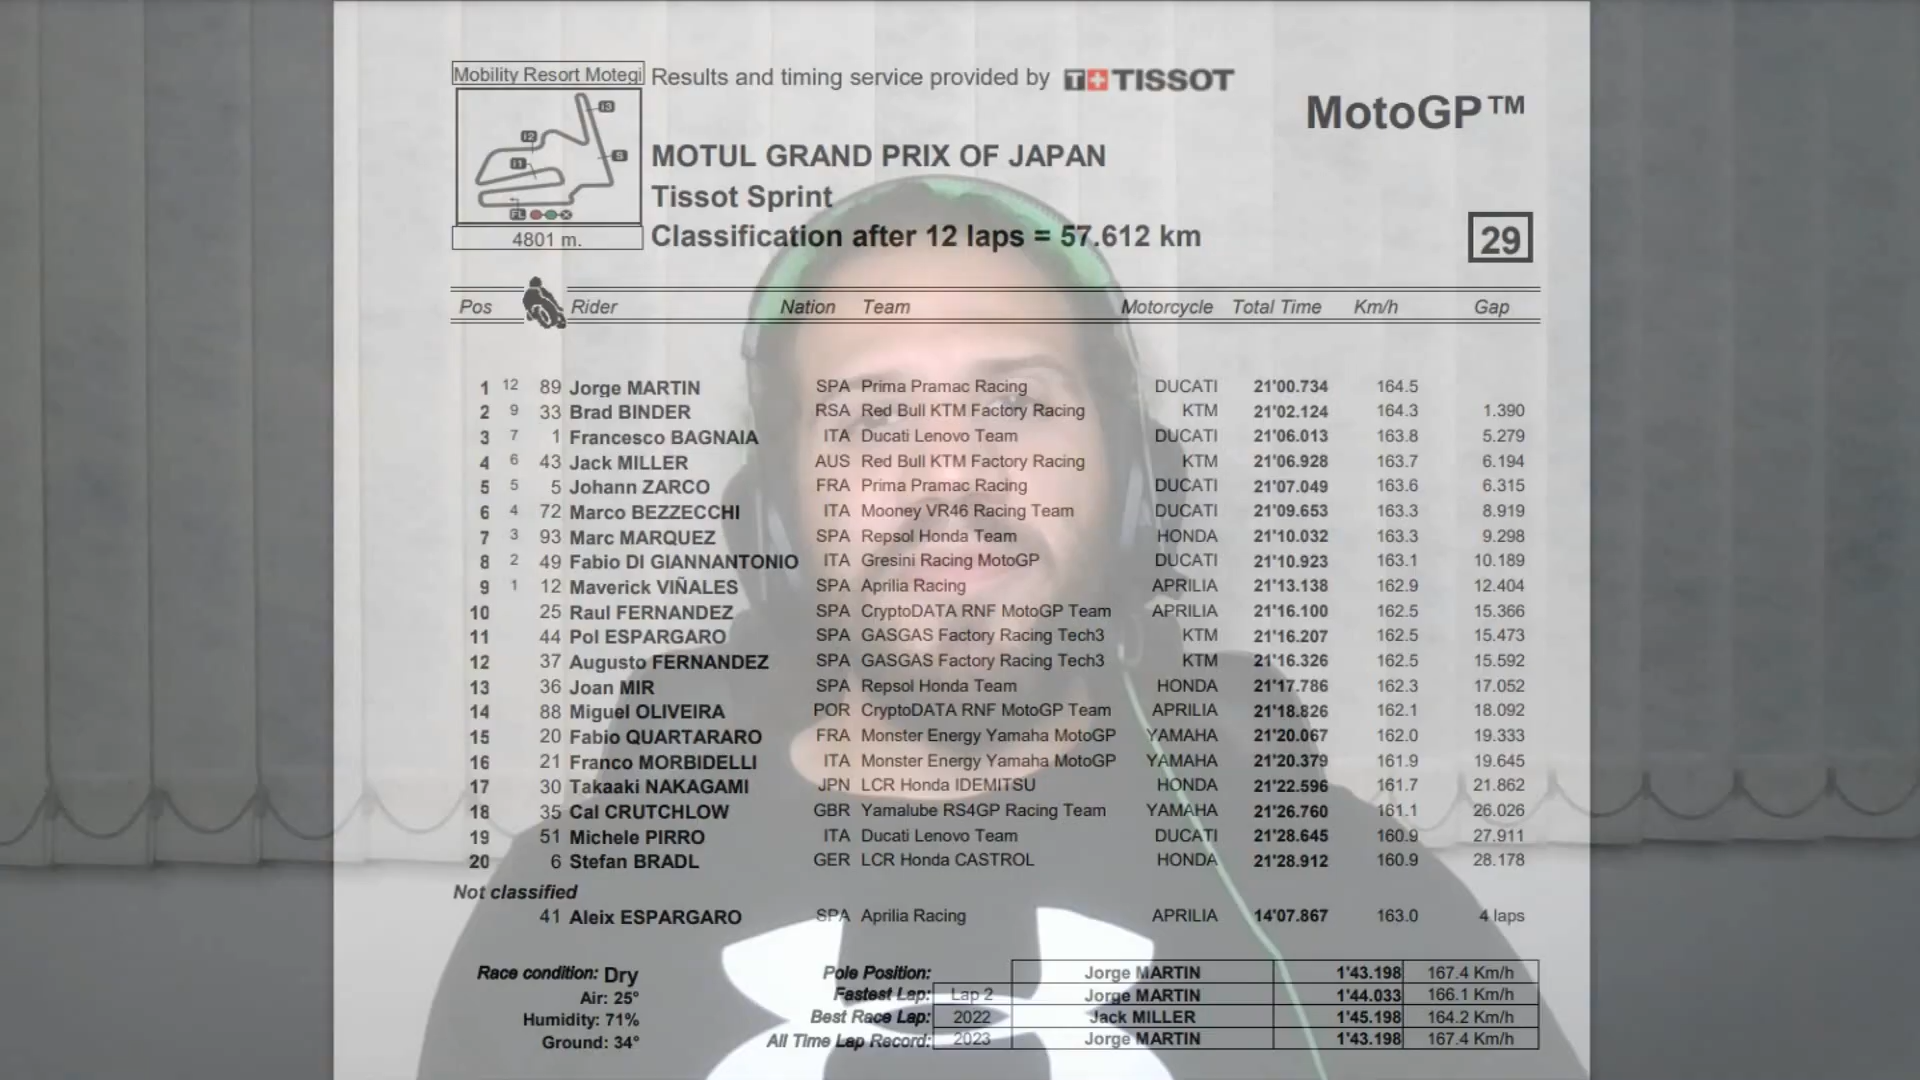 Mobility Resort Motegi
Results and timing service provided by TISSOT
MotoGP™
I3
I2
S
I1
FL
4801 m.
MOTUL GRAND PRIX OF JAPAN
Tissot Sprint
Classification after 12 laps = 57.612 km
29
Pos Rider Nation Team Motorcycle Total Time Km/h Gap
1 12 89 Jorge MARTIN SPA Prima Pramac Racing DUCATI 21'00.734 164.5
2 9 33 Brad BINDER RSA Red Bull KTM Factory Racing KTM 21'02.124 164.3 1.390
3 7 1 Francesco BAGNAIA ITA Ducati Lenovo Team DUCATI 21'06.013 163.8 5.279
4 6 43 Jack MILLER AUS Red Bull KTM Factory Racing KTM 21'06.928 163.7 6.194
5 5 5 Johann ZARCO FRA Prima Pramac Racing DUCATI 21'07.049 163.6 6.315
6 4 72 Marco BEZZECCHI ITA Mooney VR46 Racing Team DUCATI 21'09.653 163.3 8.919
7 3 93 Marc MARQUEZ SPA Repsol Honda Team HONDA 21'10.032 163.3 9.298
8 2 49 Fabio DI GIANNANTONIO ITA Gresini Racing MotoGP DUCATI 21'10.923 163.1 10.189
9 1 12 Maverick VIÑALES SPA Aprilia Racing APRILIA 21'13.138 162.9 12.404
10 25 Raul FERNANDEZ SPA CryptoDATA RNF MotoGP Team APRILIA 21'16.100 162.5 15.366
11 44 Pol ESPARGARO SPA GASGAS Factory Racing Tech3 KTM 21'16.207 162.5 15.473
12 37 Augusto FERNANDEZ SPA GASGAS Factory Racing Tech3 KTM 21'16.326 162.5 15.592
13 36 Joan MIR SPA Repsol Honda Team HONDA 21'17.786 162.3 17.052
14 88 Miguel OLIVEIRA POR CryptoDATA RNF MotoGP Team APRILIA 21'18.826 162.1 18.092
15 20 Fabio QUARTARARO FRA Monster Energy Yamaha MotoGP YAMAHA 21'20.067 162.0 19.333
16 21 Franco MORBIDELLI ITA Monster Energy Yamaha MotoGP YAMAHA 21'20.379 161.9 19.645
17 30 Takaaki NAKAGAMI JPN LCR Honda IDEMITSU HONDA 21'22.596 161.7 21.862
18 35 Cal CRUTCHLOW GBR Yamalube RS4GP Racing Team YAMAHA 21'26.760 161.1 26.026
19 51 Michele PIRRO ITA Ducati Lenovo Team DUCATI 21'28.645 160.9 27.911
20 6 Stefan BRADL GER LCR Honda CASTROL HONDA 21'28.912 160.9 28.178
Not classified
41 Aleix ESPARGARO SPA Aprilia Racing APRILIA 14'07.867 163.0 4 laps
Race condition: Dry
Air: 25°
Humidity: 71%
Ground: 34°
Pole Position: Jorge MARTIN 1'43.198 167.4 Km/h
Fastest Lap: Lap 2 Jorge MARTIN 1'44.033 166.1 Km/h
Best Race Lap: 2022 Jack MILLER 1'45.198 164.2 Km/h
All Time Lap Record: 2023 Jorge MARTIN 1'43.198 167.4 Km/h